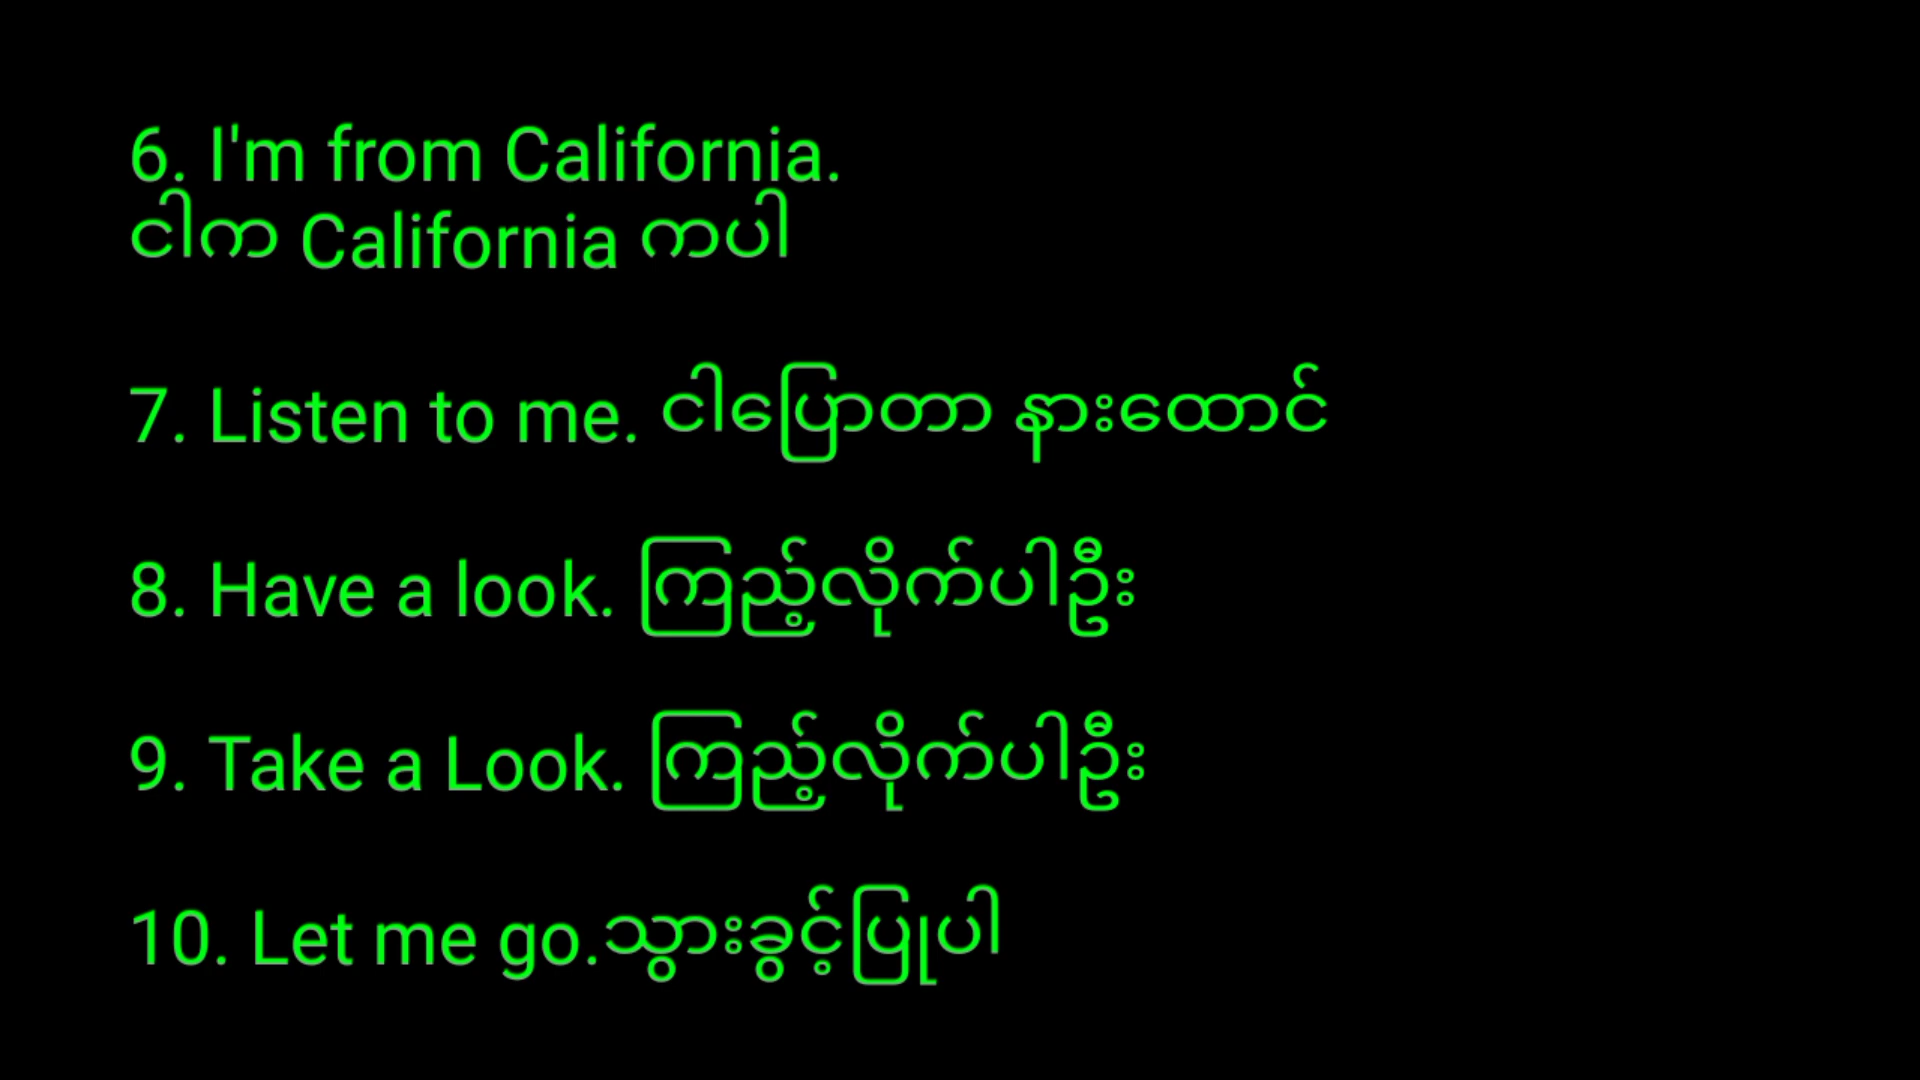 6. I'm from California.
ငါက California ကပါ
7. Listen to me. ငါပြောတာ နားထောင်
8. Have a look. ကြည့်လိုက်ပါဦး
9. Take a Look. ကြည့်လိုက်ပါဦး
10. Let me go.သွားခွင့်ပြုပါ